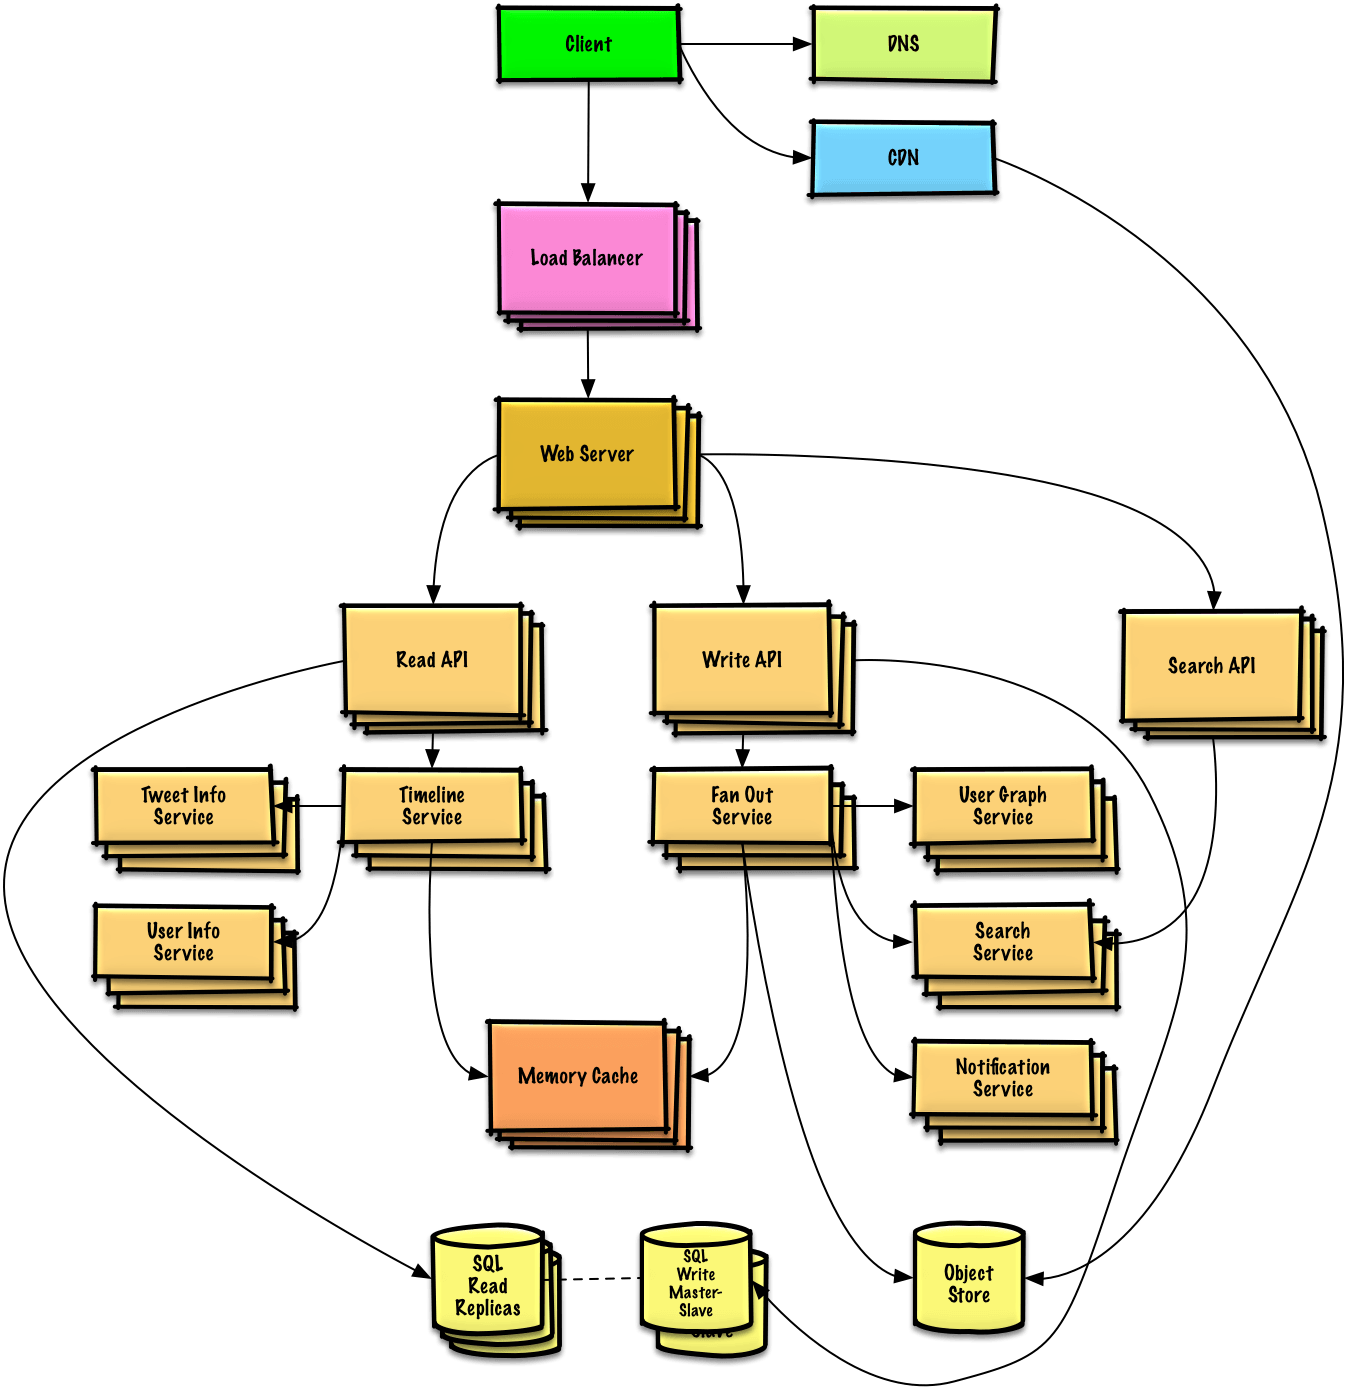 Client
DNS
CDN
Load Balancer
Web Server
Read API
Write API
Search API
Tweet Info
Service
Timeline
Service
Fan Out
Service
User Graph
Service
User Info
Service
Search
Service
Memory Cache
Notification
Service
SQL
Read
Replicas
SQL
Write
Master-
Slave
Slave
Object
Store